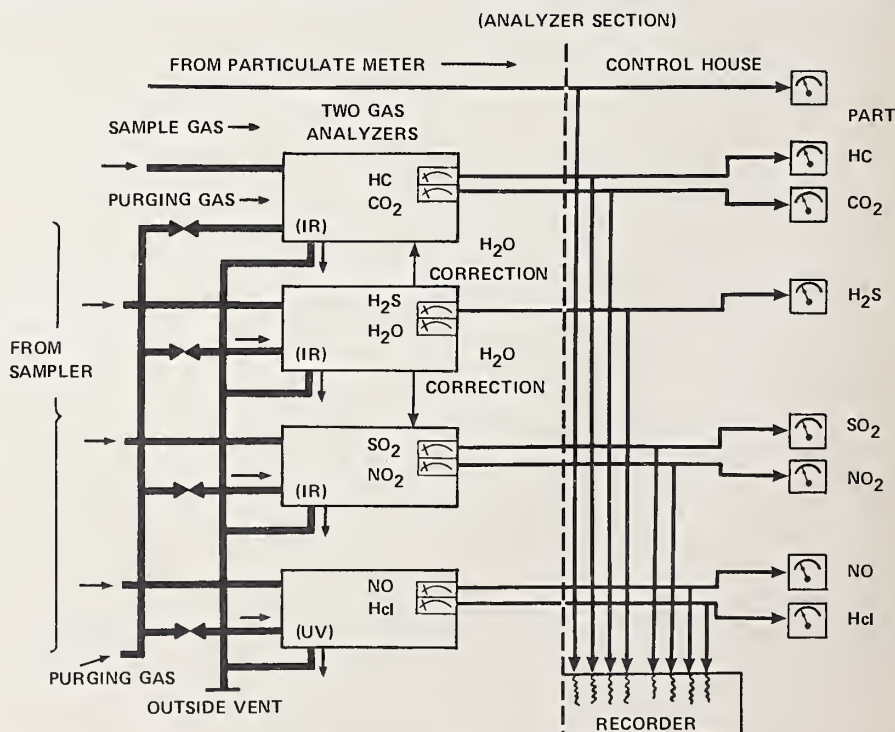 (ANALYZER SECTION)
FROM PARTICULATE METER
CONTROL HOUSE
PART
TWO GAS
ANALYZERS
SAMPLE GAS
HC
CO2
HC
CO2
PURGING GAS
(IR)
H2O
CORRECTION
H2S
H2O
H2S
FROM
SAMPLER
(IR)
H2O
CORRECTION
SO2
NO2
SO2
NO2
(IR)
NO
Hcl
NO
Hcl
(UV)
PURGING GAS
OUTSIDE VENT
RECORDER